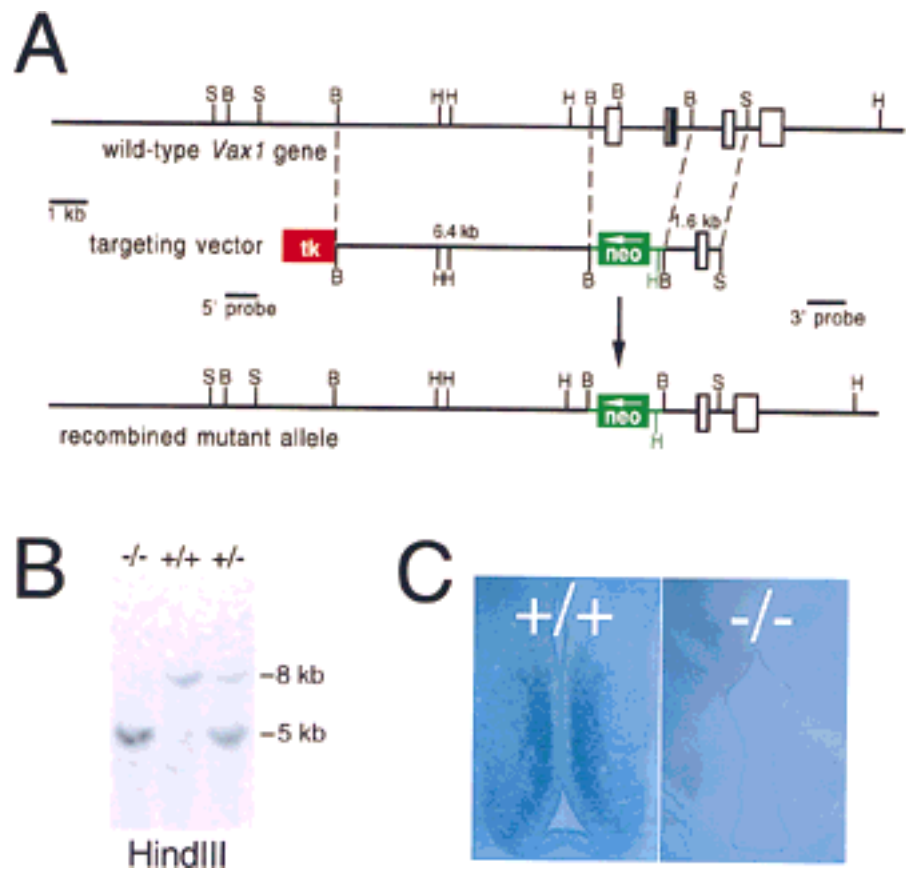 A
S B S B H H H B B B S H
wild-type Vax1 gene
1 kb
6.4 kb 1.6 kb
targeting vector tk neo
B H H B H B S
5' probe 3' probe
S B S B H H H B B S H
neo
H
recombined mutant allele
B
-/- +/+ +/-
-8 kb
-5 kb
HindIII
C
+/+ -/-